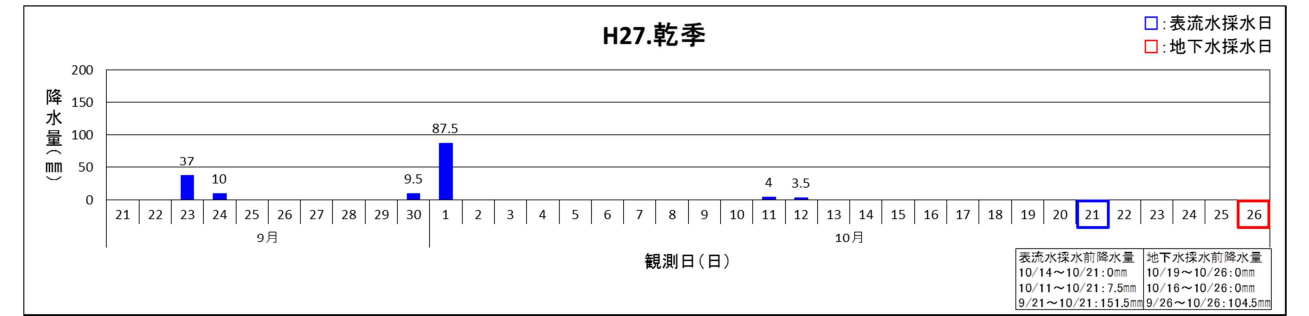 H27.乾季
□:表流水採水日
□:地下水採水日
降水量(㎜)
200
150
100
50
0
37
10
9.5
87.5
4
3.5
21 22 23 24 25 26 27 28 29 30 1 2 3 4 5 6 7 8 9 10 11 12 13 14 15 16 17 18 19 20 21 22 23 24 25 26
9月 10月
観測日(日)
表流水採水前降水量 地下水採水前降水量
10/14～10/21:0㎜ 10/19～10/26:0㎜
10/11～10/21:7.5㎜ 10/16～10/26:0㎜
9/21～10/21:151.5㎜ 9/26～10/26:104.5㎜